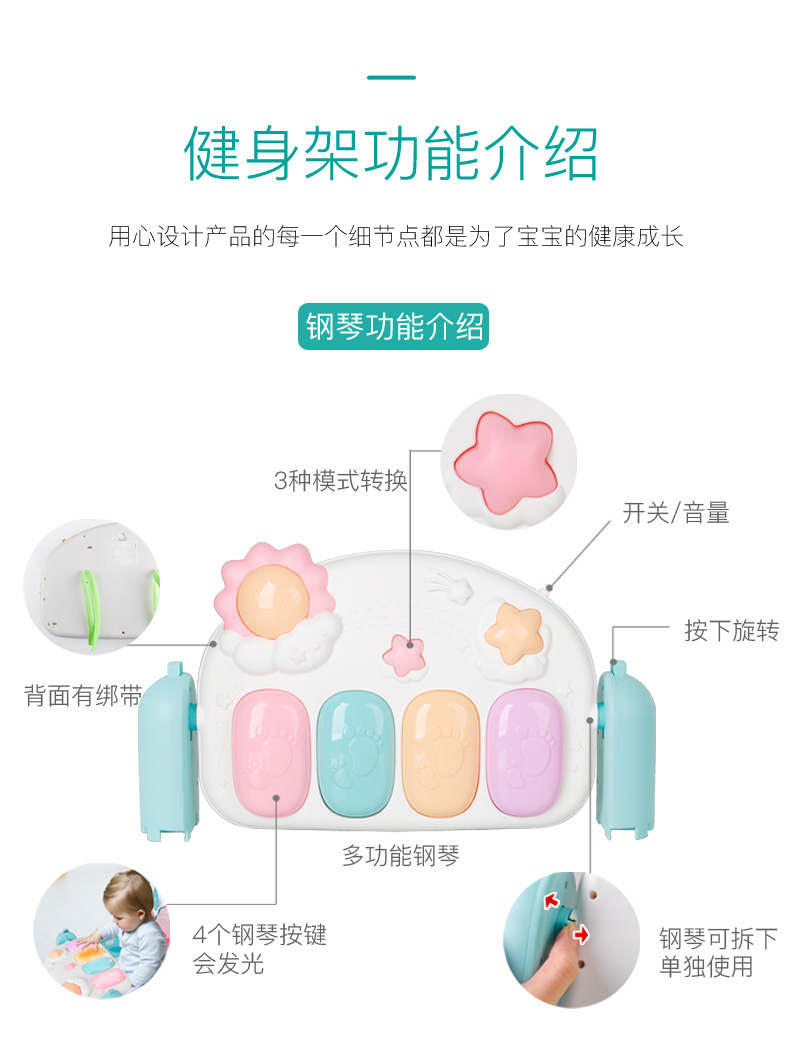 健身架功能介绍
用心设计产品的每一个细节点都是为了宝宝的健康成长
钢琴功能介绍
3种模式转换
开关/音量
按下旋转
背面有绑带
多功能钢琴
4个钢琴按键
会发光
钢琴可拆下
单独使用